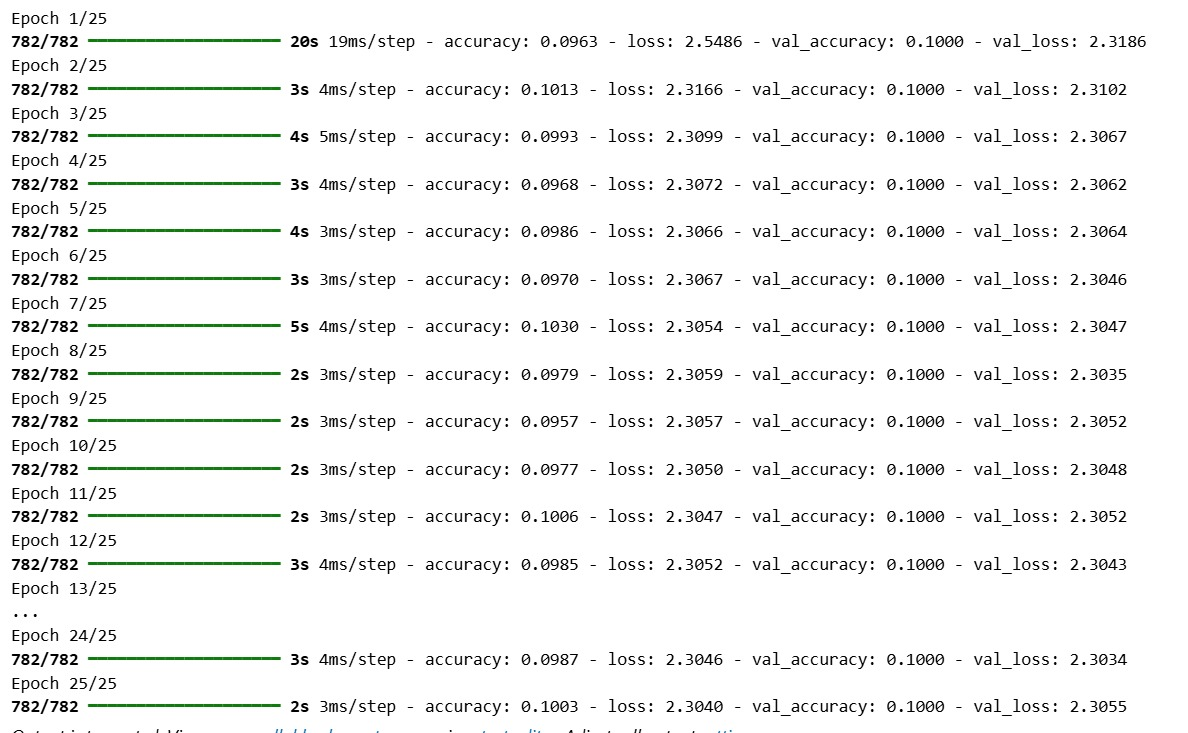 Epoch 1/25
782/782 20s 19ms/step - accuracy: 0.0963 - loss: 2.5486 - val_accuracy: 0.1000 - val_loss: 2.3186
Epoch 2/25
782/782 3s 4ms/step - accuracy: 0.1013 - loss: 2.3166 - val_accuracy: 0.1000 - val_loss: 2.3102
Epoch 3/25
782/782 4s 5ms/step - accuracy: 0.0993 - loss: 2.3099 - val_accuracy: 0.1000 - val_loss: 2.3067
Epoch 4/25
782/782 3s 4ms/step - accuracy: 0.0968 - loss: 2.3072 - val_accuracy: 0.1000 - val_loss: 2.3062
Epoch 5/25
782/782 4s 3ms/step - accuracy: 0.0986 - loss: 2.3066 - val_accuracy: 0.1000 - val_loss: 2.3064
Epoch 6/25
782/782 3s 3ms/step - accuracy: 0.0970 - loss: 2.3067 - val_accuracy: 0.1000 - val_loss: 2.3046
Epoch 7/25
782/782 5s 4ms/step - accuracy: 0.1030 - loss: 2.3054 - val_accuracy: 0.1000 - val_loss: 2.3047
Epoch 8/25
782/782 2s 3ms/step - accuracy: 0.0979 - loss: 2.3059 - val_accuracy: 0.1000 - val_loss: 2.3035
Epoch 9/25
782/782 2s 3ms/step - accuracy: 0.0957 - loss: 2.3057 - val_accuracy: 0.1000 - val_loss: 2.3052
Epoch 10/25
782/782 2s 3ms/step - accuracy: 0.0977 - loss: 2.3050 - val_accuracy: 0.1000 - val_loss: 2.3048
Epoch 11/25
782/782 2s 3ms/step - accuracy: 0.1006 - loss: 2.3047 - val_accuracy: 0.1000 - val_loss: 2.3052
Epoch 12/25
782/782 3s 4ms/step - accuracy: 0.0985 - loss: 2.3052 - val_accuracy: 0.1000 - val_loss: 2.3043
Epoch 13/25
...
Epoch 24/25
782/782 3s 4ms/step - accuracy: 0.0987 - loss: 2.3046 - val_accuracy: 0.1000 - val_loss: 2.3034
Epoch 25/25
782/782 2s 3ms/step - accuracy: 0.1003 - loss: 2.3040 - val_accuracy: 0.1000 - val_loss: 2.3055